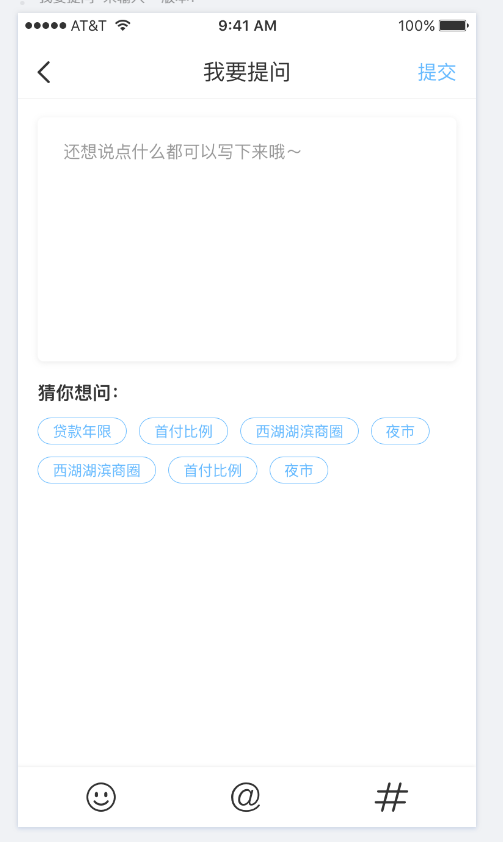 AT&T 9:41 AM 100%
我要提问 提交
还想说点什么都可以写下来哦～
猜你想问：
贷款年限 首付比例 西湖湖滨商圈 夜市
西湖湖滨商圈 首付比例 夜市
@ #